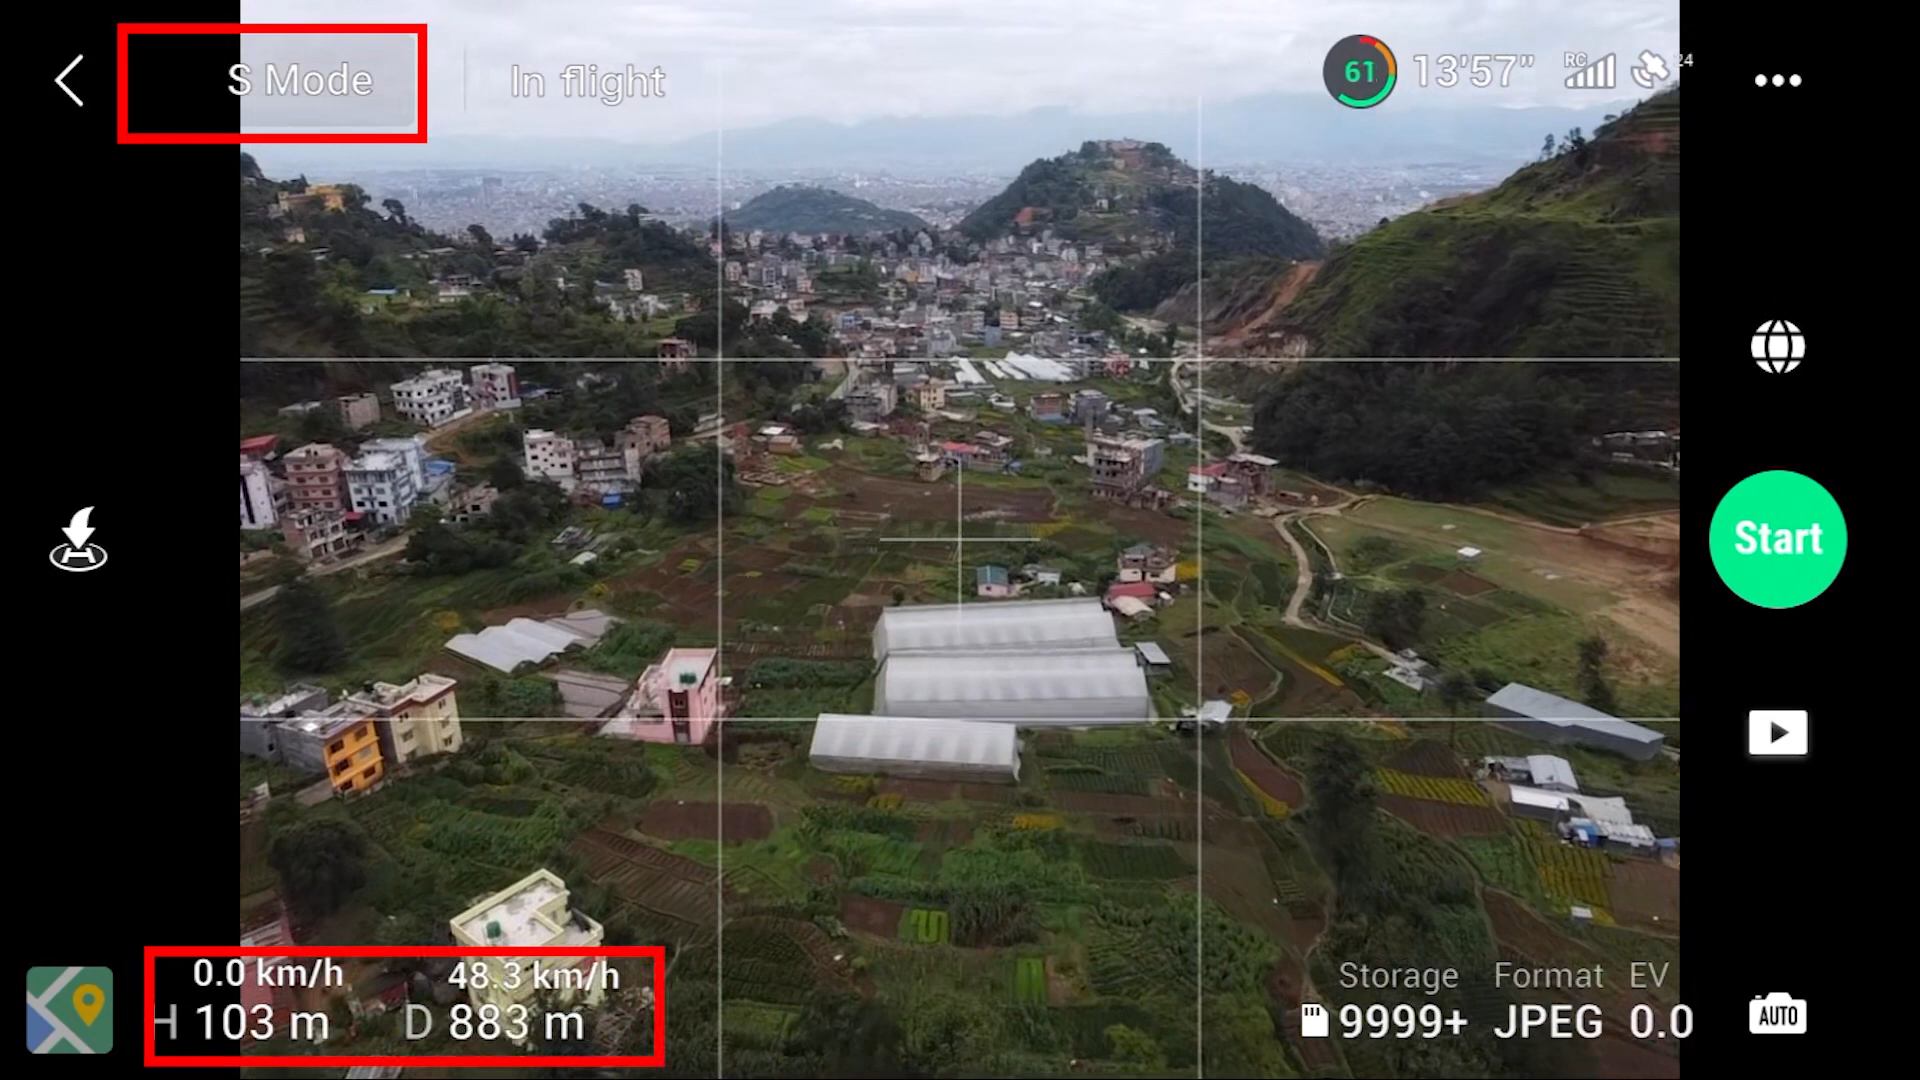 S Mode
In flight
61
13'57"
RC
24
Start
0.0 km/h
48.3 km/h
H 103 m
D 883 m
Storage Format EV
9999+ JPEG 0.0
AUTO